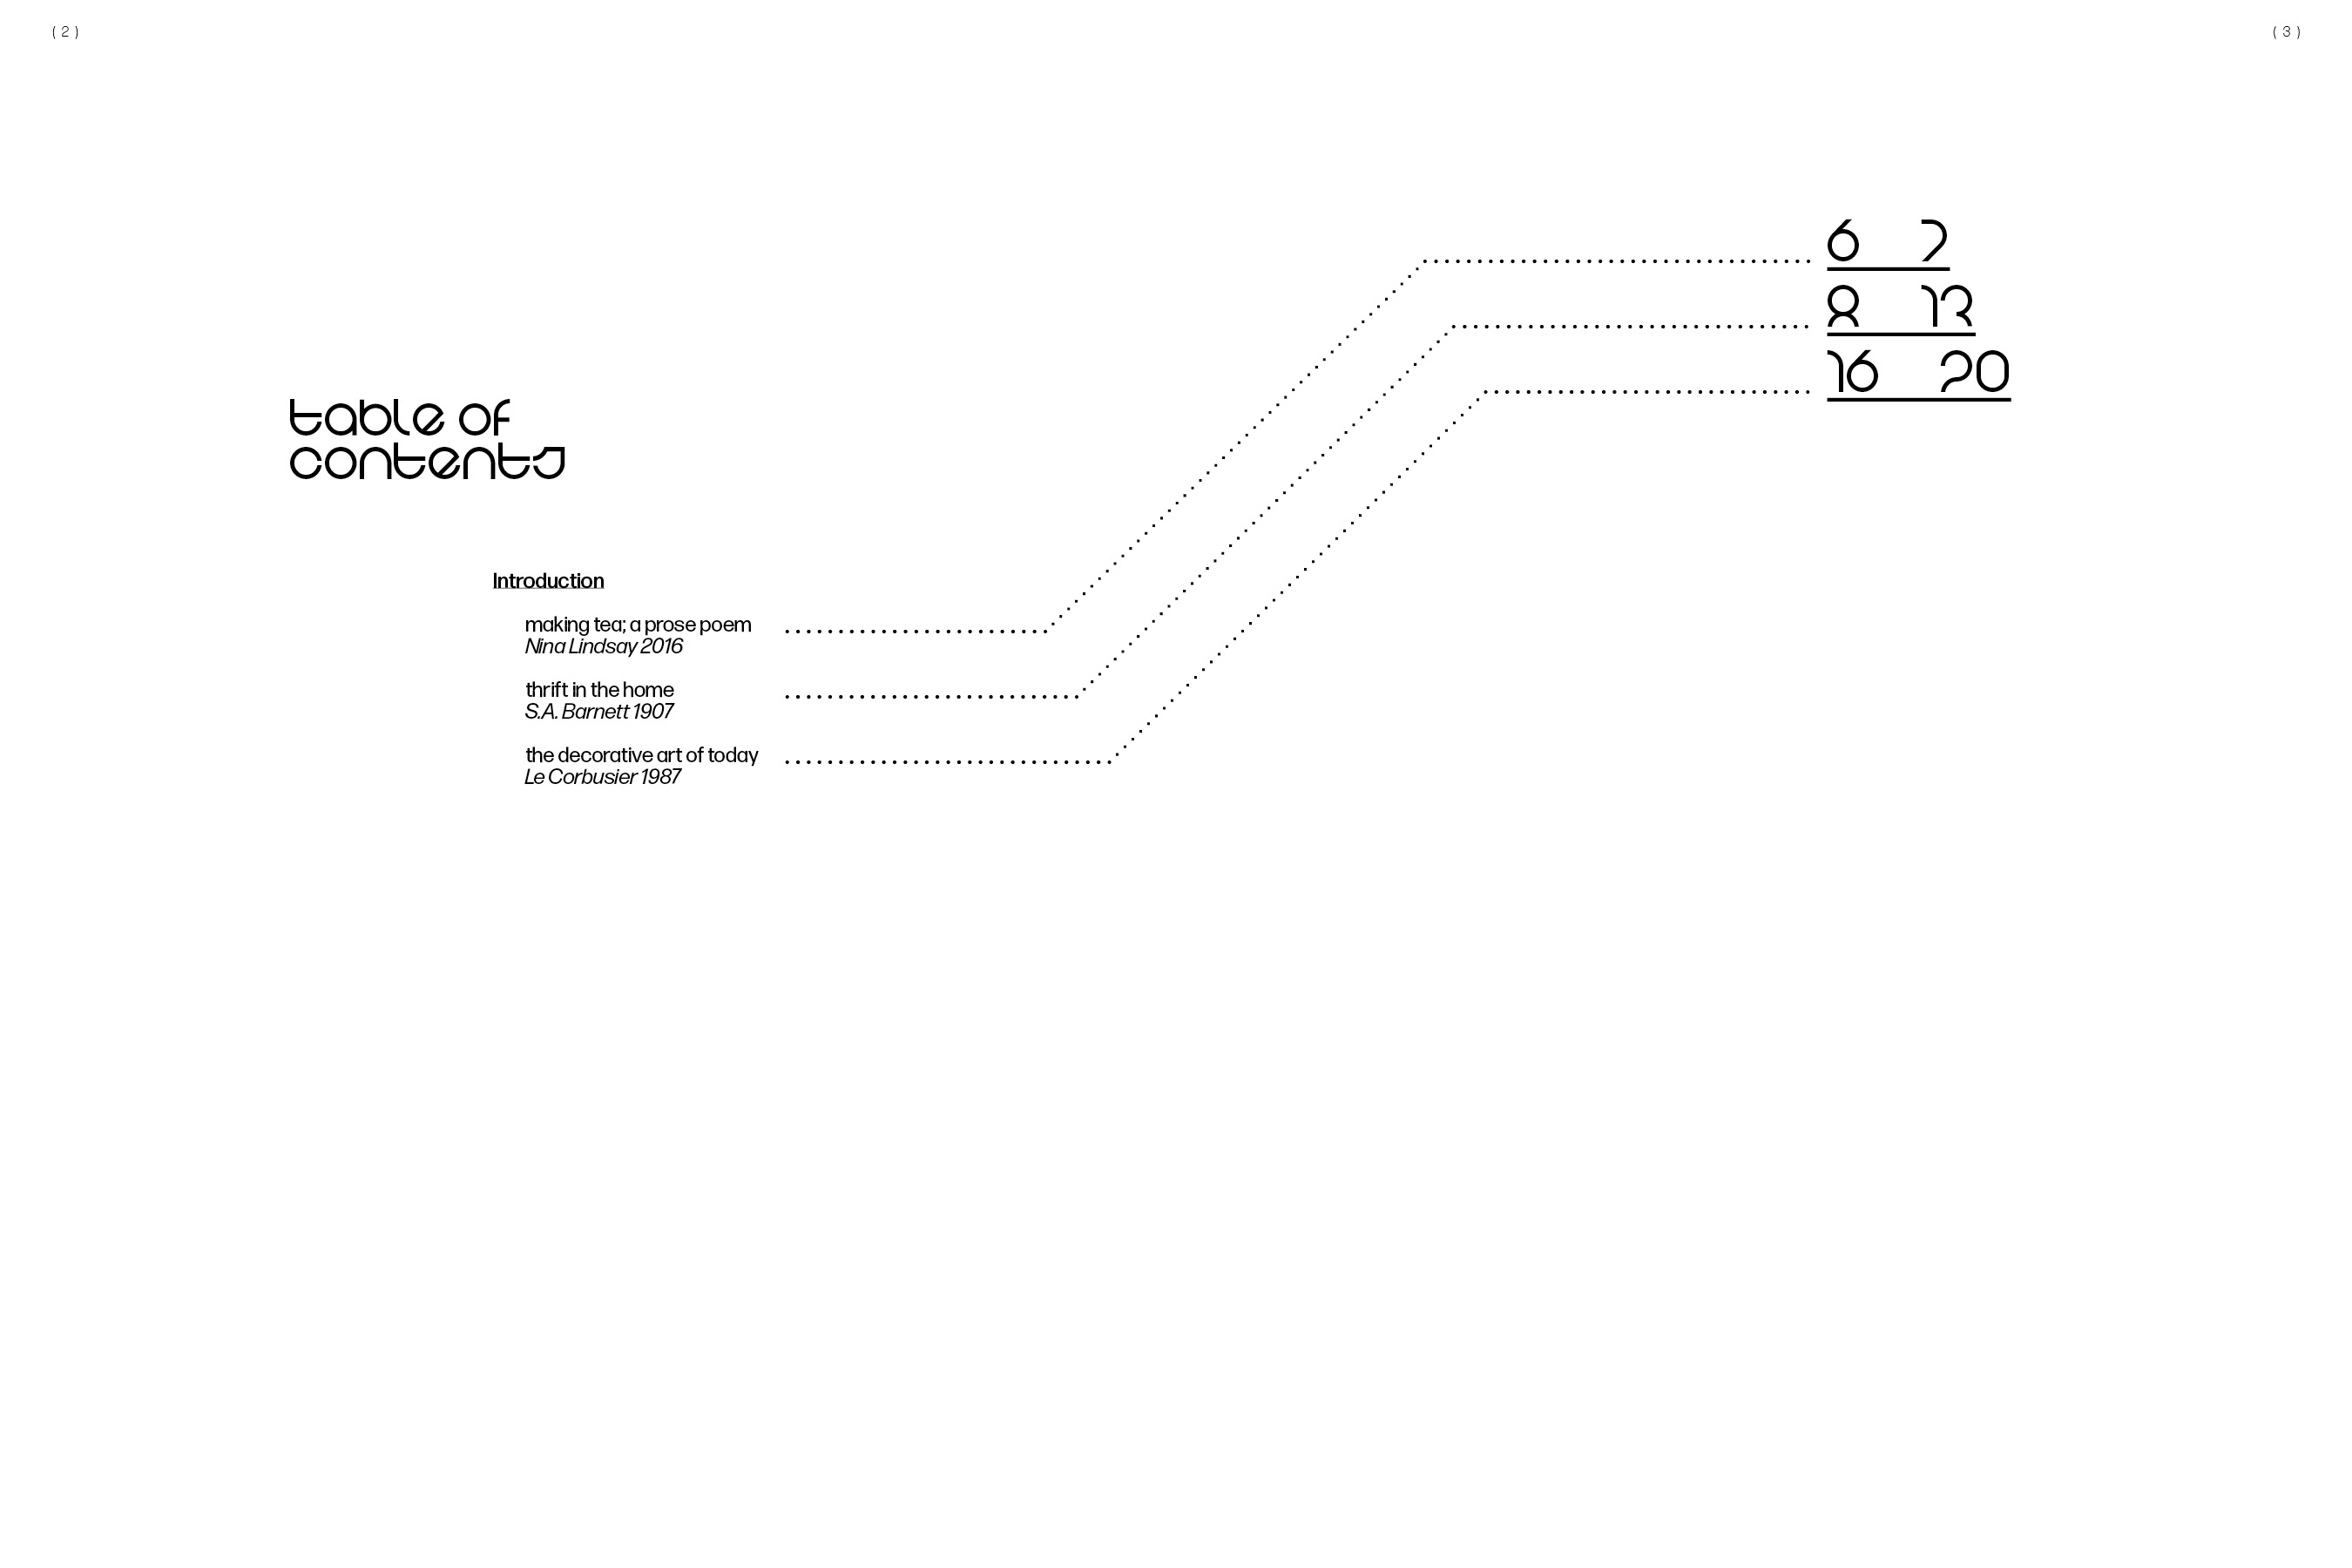 ( 2 )
( 3 )
table of
contents
Introduction
making tea; a prose poem
Nina Lindsay 2016
thrift in the home
S.A. Barnett 1907
the decorative art of today
Le Corbusier 1987
6 7
8 13
16 20